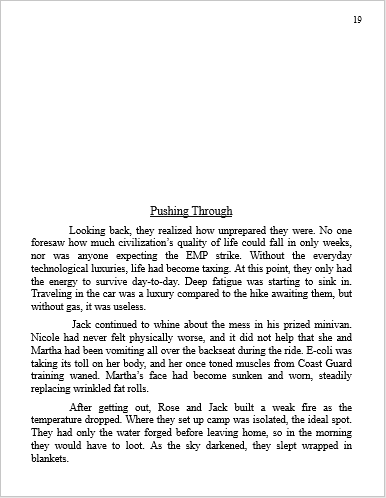 19
Pushing Through
Looking back, they realized how unprepared they were. No one
foresaw how much civilization's quality of life could fall in only weeks,
nor was anyone expecting the EMP strike. Without the everyday
technological luxuries, life had become taxing. At this point, they only had
the energy to survive day-to-day. Deep fatigue was starting to sink in.
Traveling in the car was a luxury compared to the hike awaiting them, but
without gas, it was useless.
Jack continued to whine about the mess in his prized minivan.
Nicole had never felt physically worse, and it did not help that she and
Martha had been vomiting all over the backseat during the ride. E-coli was
taking its toll on her body, and her once toned muscles from Coast Guard
training waned. Martha's face had become sunken and worn, steadily
replacing wrinkled fat rolls.
After getting out, Rose and Jack built a weak fire as the
temperature dropped. Where they set up camp was isolated, the ideal spot.
They had only the water forged before leaving home, so in the morning
they would have to loot. As the sky darkened, they slept wrapped in
blankets.